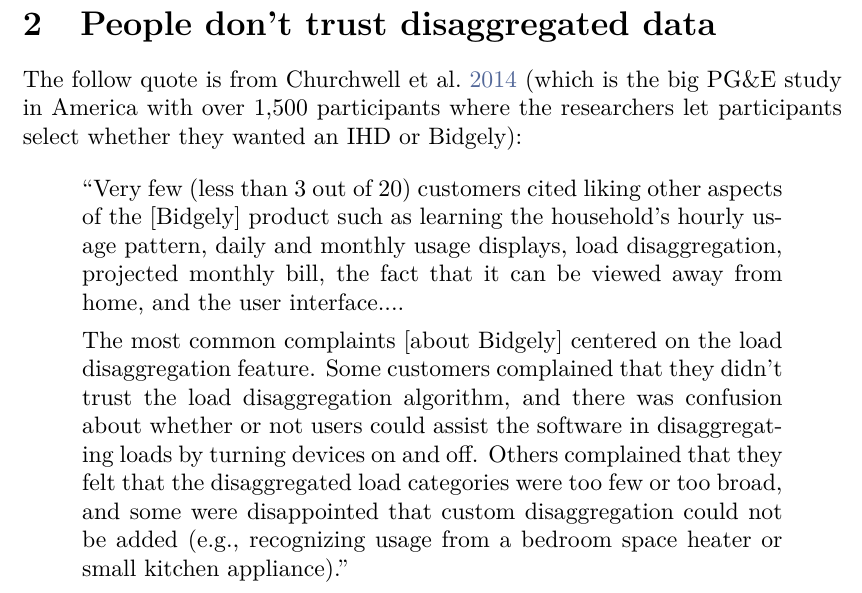 2 People don't trust disaggregated data
The follow quote is from Churchwell et al. 2014 (which is the big PG&E study
in America with over 1,500 participants where the researchers let participants
select whether they wanted an IHD or Bidgely):
“Very few (less than 3 out of 20) customers cited liking other aspects
of the [Bidgely] product such as learning the household's hourly us-
age pattern, daily and monthly usage displays, load disaggregation,
projected monthly bill, the fact that it can be viewed away from
home, and the user interface....
The most common complaints [about Bidgely] centered on the load
disaggregation feature. Some customers complained that they didn't
trust the load disaggregation algorithm, and there was confusion
about whether or not users could assist the software in disaggregat-
ing loads by turning devices on and off. Others complained that they
felt that the disaggregated load categories were too few or too broad,
and some were disappointed that custom disaggregation could not
be added (e.g., recognizing usage from a bedroom space heater or
small kitchen appliance).”